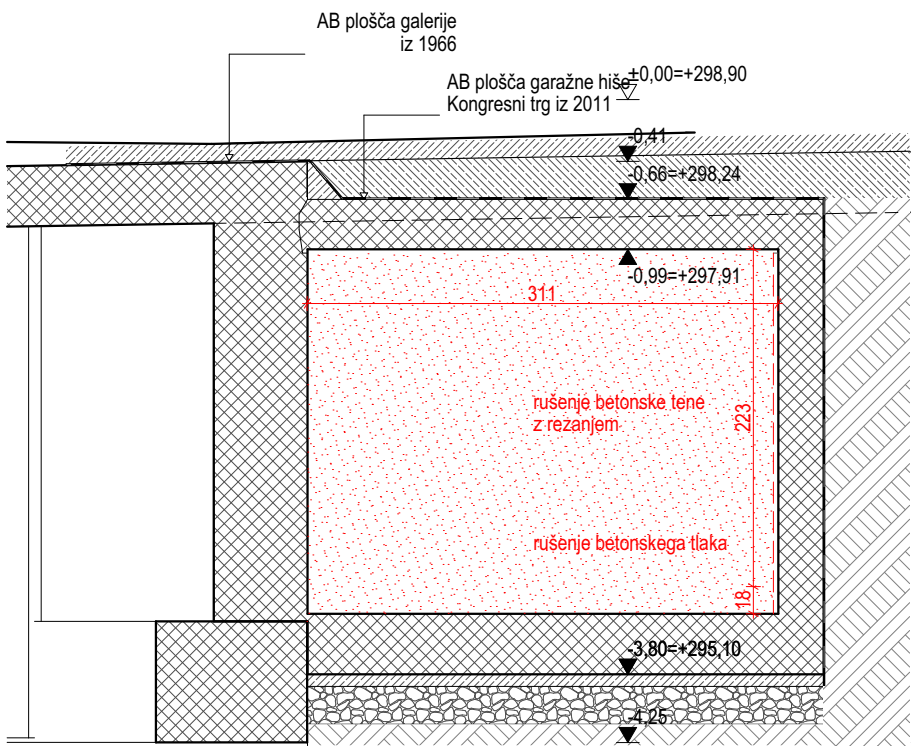 AB plošča galerije
iz 1966
AB plošča garažne hiše
Kongresni trg iz 2011
±0,00=+298,90
-0,41
-0,66=+298,24
-0,99=+297,91
311
rušenje betonske tene
z rezanjem
223
rušenje betonskega tlaka
18
-3,80=+295,10
-4,25